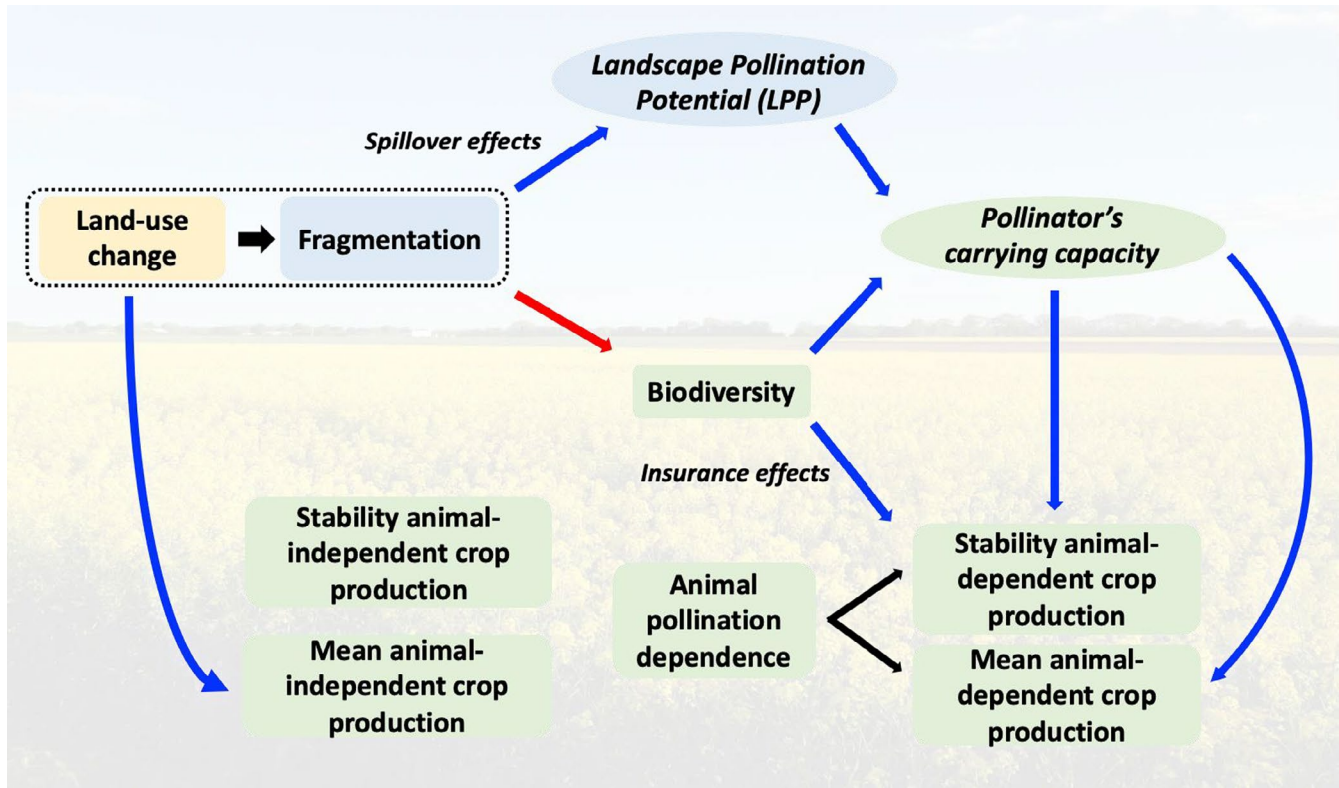 Landscape Pollination
Potential (LPP)
Spillover effects
Land-use
change
Fragmentation
Pollinator’s
carrying capacity
Biodiversity
Insurance effects
Stability animal-
independent crop
production
Mean animal-
independent crop
production
Animal
pollination
dependence
Stability animal-
dependent crop
production
Mean animal-
dependent crop
production